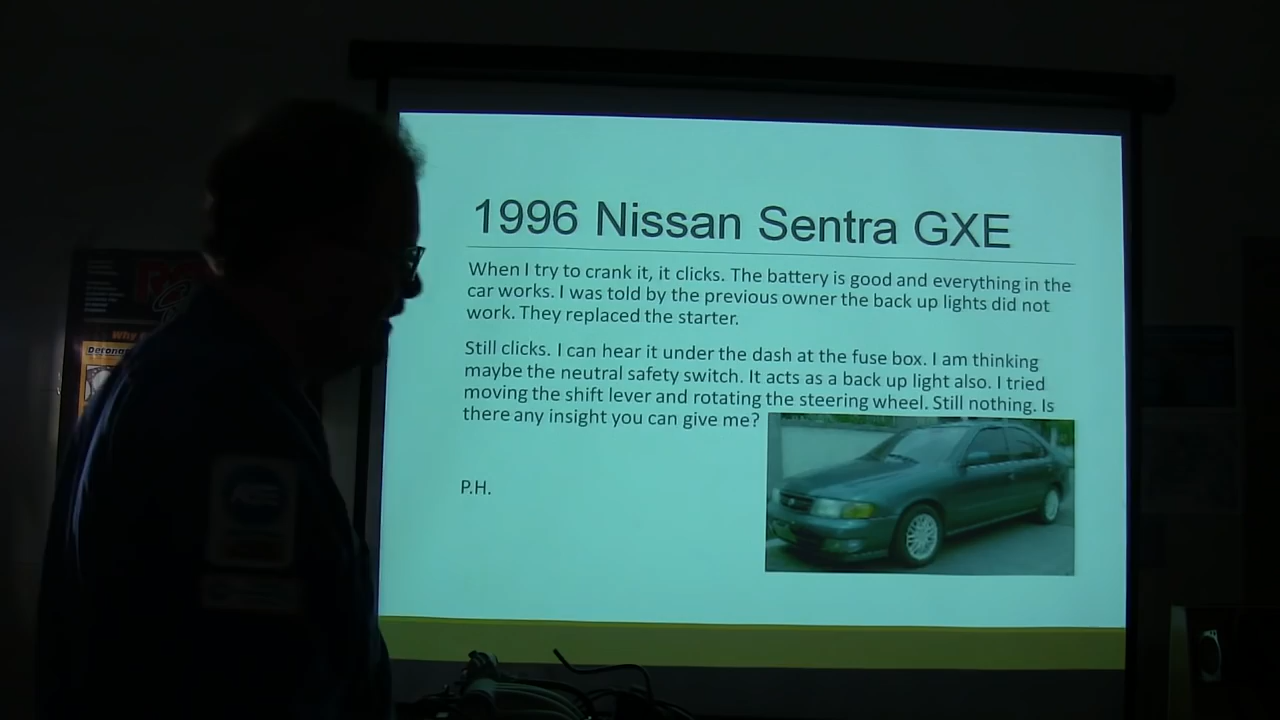 1996 Nissan Sentra GXE
When I try to crank it, it clicks. The battery is good and everything in the
car works. I was told by the previous owner the back up lights did not
work. They replaced the starter.
Still clicks. I can hear it under the dash at the fuse box. I am thinking
maybe the neutral safety switch. It acts as a back up light also. I tried
moving the shift lever and rotating the steering wheel. Still nothing. Is
there any insight you can give me?
P.H.
Why